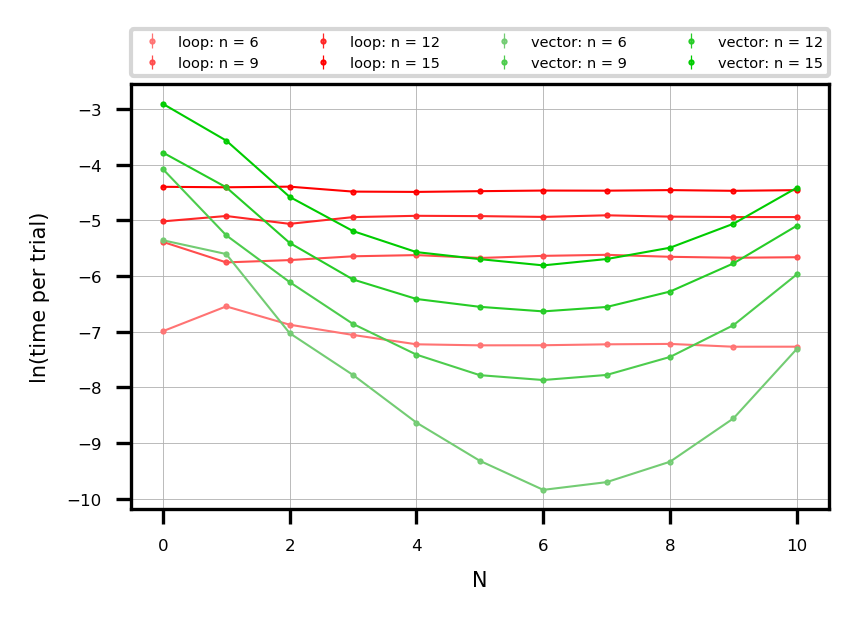 loop: n = 6 loop: n = 12 vector: n = 6 vector: n = 12
loop: n = 9 loop: n = 15 vector: n = 9 vector: n = 15
ln(time per trial)
−3
−4
−5
−6
−7
−8
−9
−10
0 2 4 6 8 10
N